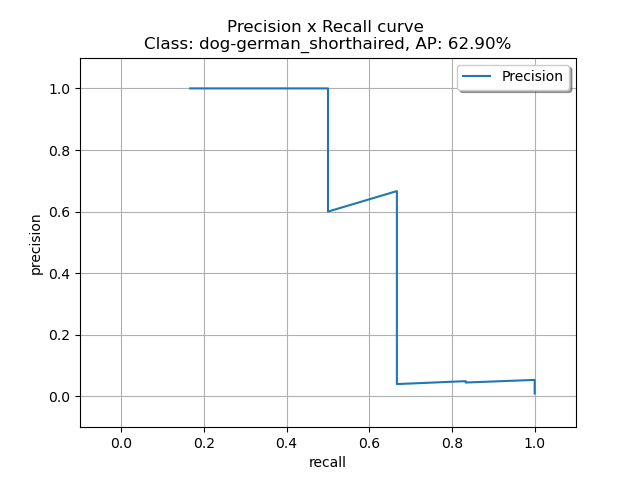 Precision x Recall curve
Class: dog-german_shorthaired, AP: 62.90%
Precision
1.0
0.8
0.6
0.4
0.2
0.0
precision
0.0 0.2 0.4 0.6 0.8 1.0
recall